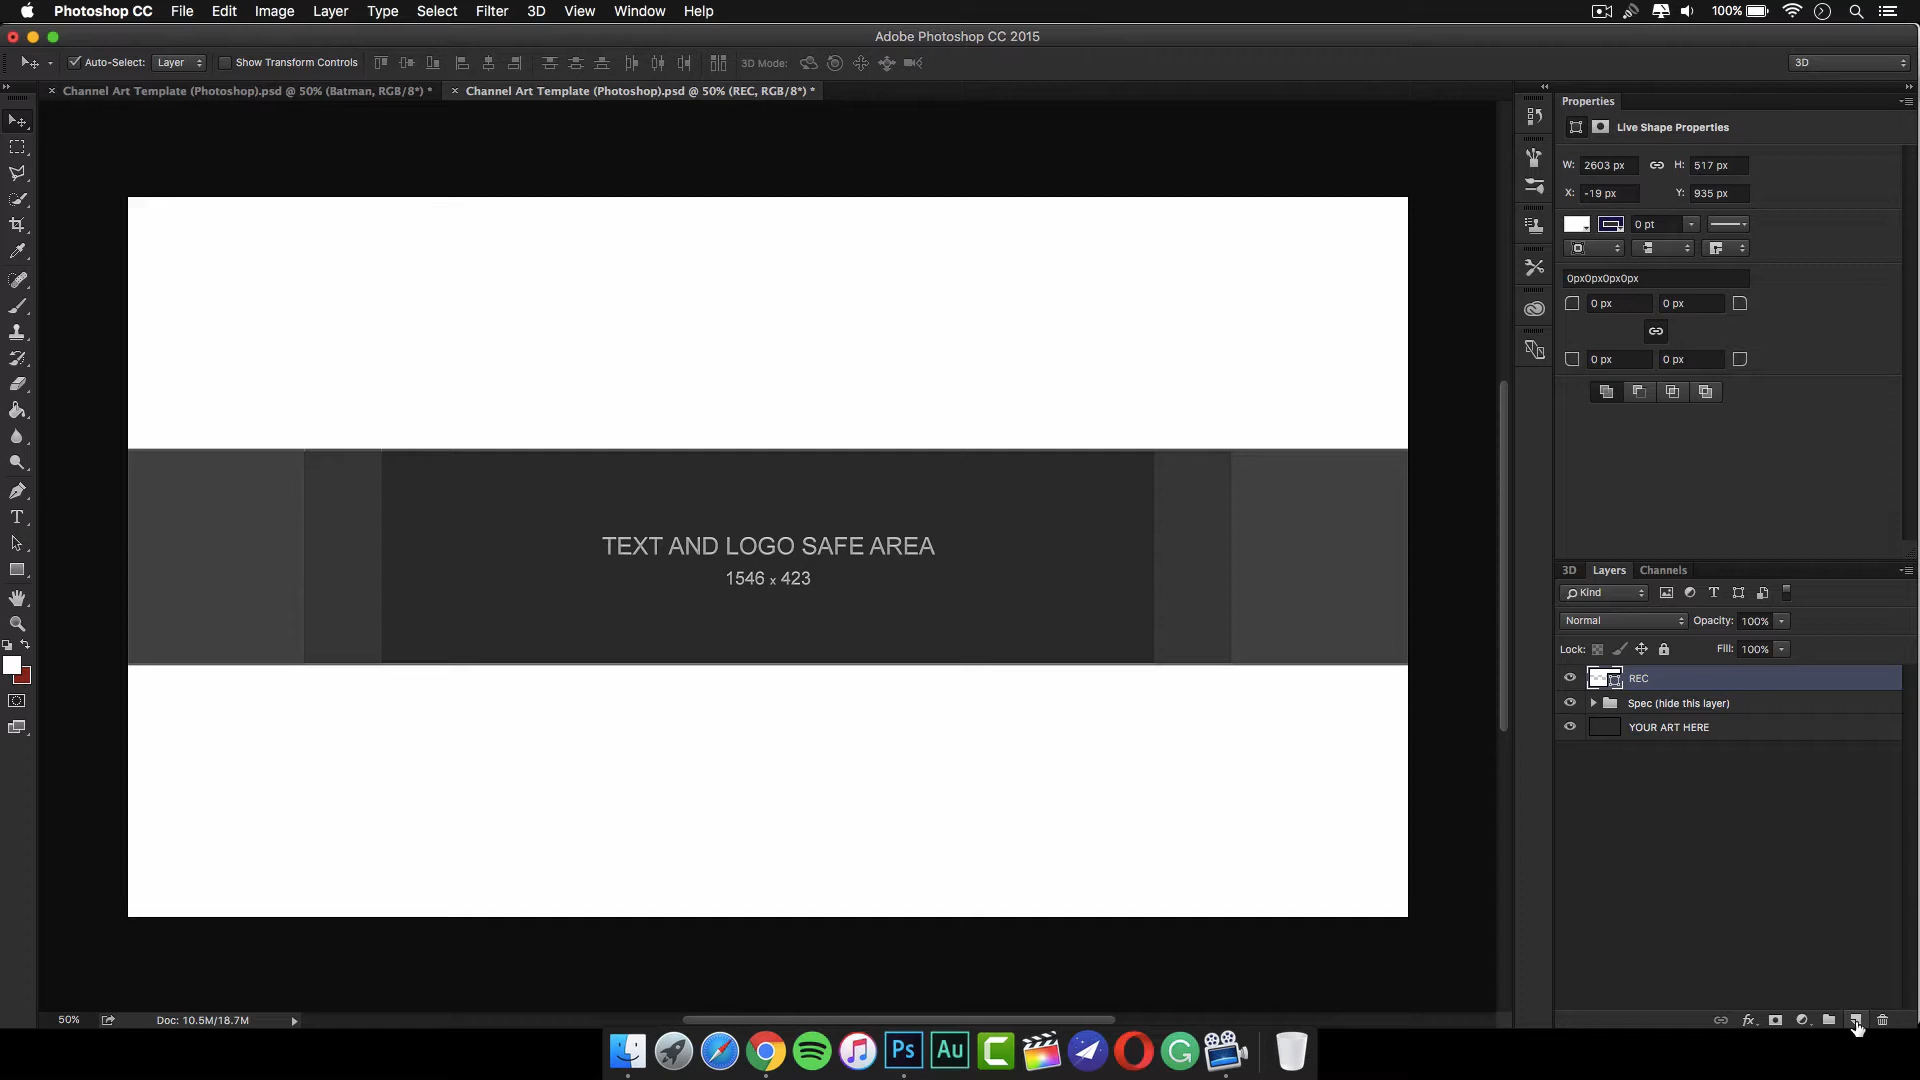 Photoshop CC File Edit Image Layer Type Select Filter 3D View Window Help 100%
Adobe Photoshop CC 2015
Auto-Select: Layer Show Transform Controls 3D Mode: 3D
Channel Art Template (Photoshop).psd @ 50% (Batman, RGB/8*) * Channel Art Template (Photoshop).psd @ 50% (REC, RGB/8*) *
Properties
Live Shape Properties
W: 2603 px H: 517 px
X: -19 px Y: 935 px
0 pt
0px0px0px0px
0 px 0 px
0 px 0 px
TEXT AND LOGO SAFE AREA
1546 x 423
3D Layers Channels
Kind
Normal Opacity: 100%
Lock: Fill: 100%
REC
Spec (hide this layer)
YOUR ART HERE
fx
50% Doc: 10.5M/18.7M
Ps Au